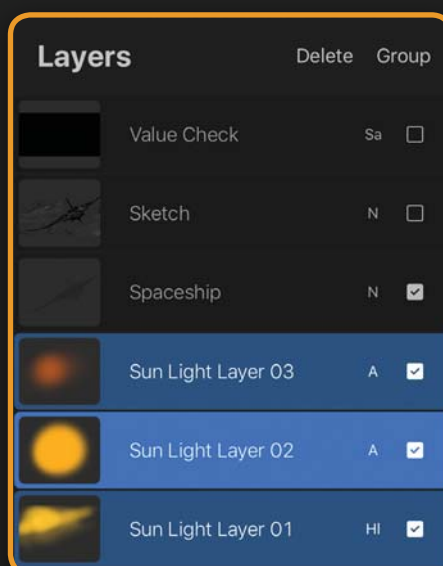 Layers Delete Group
Value Check Sa
Sketch N
Spaceship N
Sun Light Layer 03 A
Sun Light Layer 02 A
Sun Light Layer 01 Hl